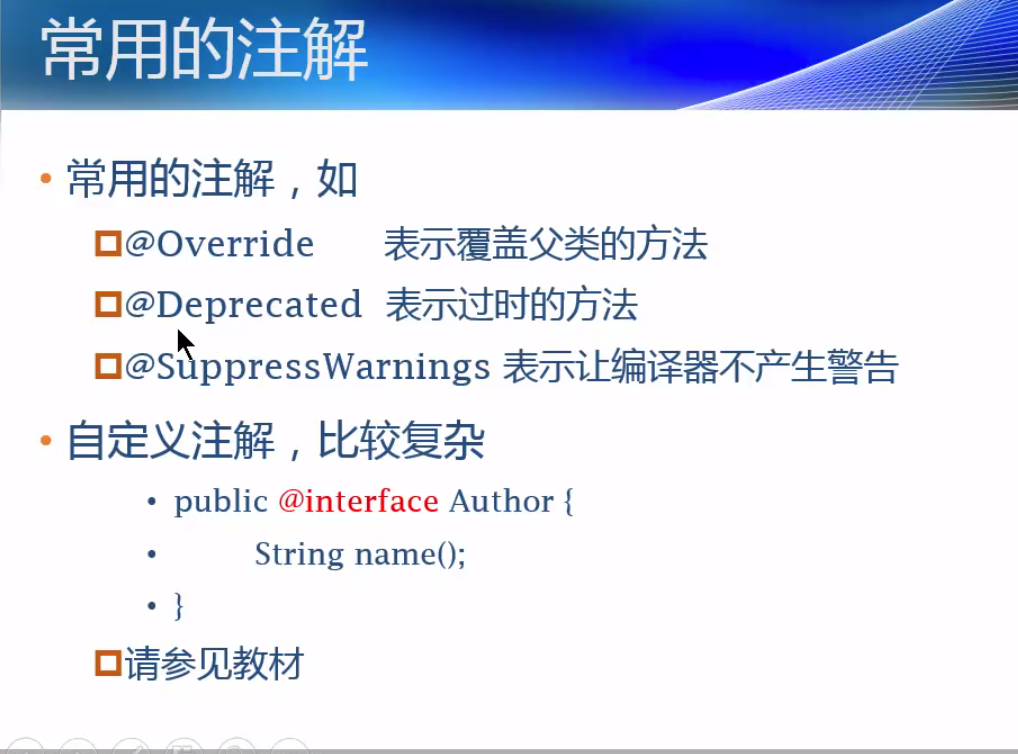 常用的注解
常用的注解，如
@Override 表示覆盖父类的方法
@Deprecated 表示过时的方法
@SuppressWarnings 表示让编译器不产生警告
自定义注解，比较复杂
public @interface Author {
String name();
}
请参见教材